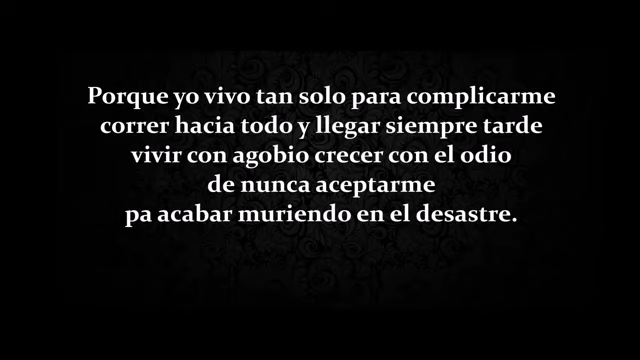 Porque yo vivo tan solo para complicarme
correr hacia todo y llegar siempre tarde
vivir con agobio crecer con el odio
de nunca aceptarme
pa acabar muriendo en el desastre.